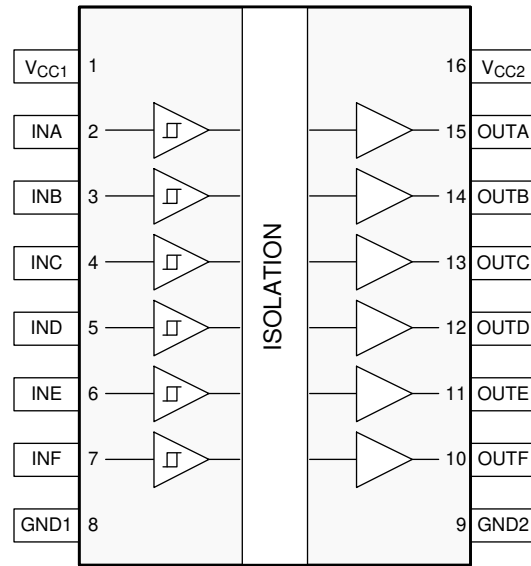 VCC1 1 16 VCC2
INA 2 15 OUTA
INB 3 14 OUTB
INC 4 13 OUTC
IND 5 12 OUTD
INE 6 11 OUTE
INF 7 10 OUTF
GND1 8 9 GND2
ISOLATION